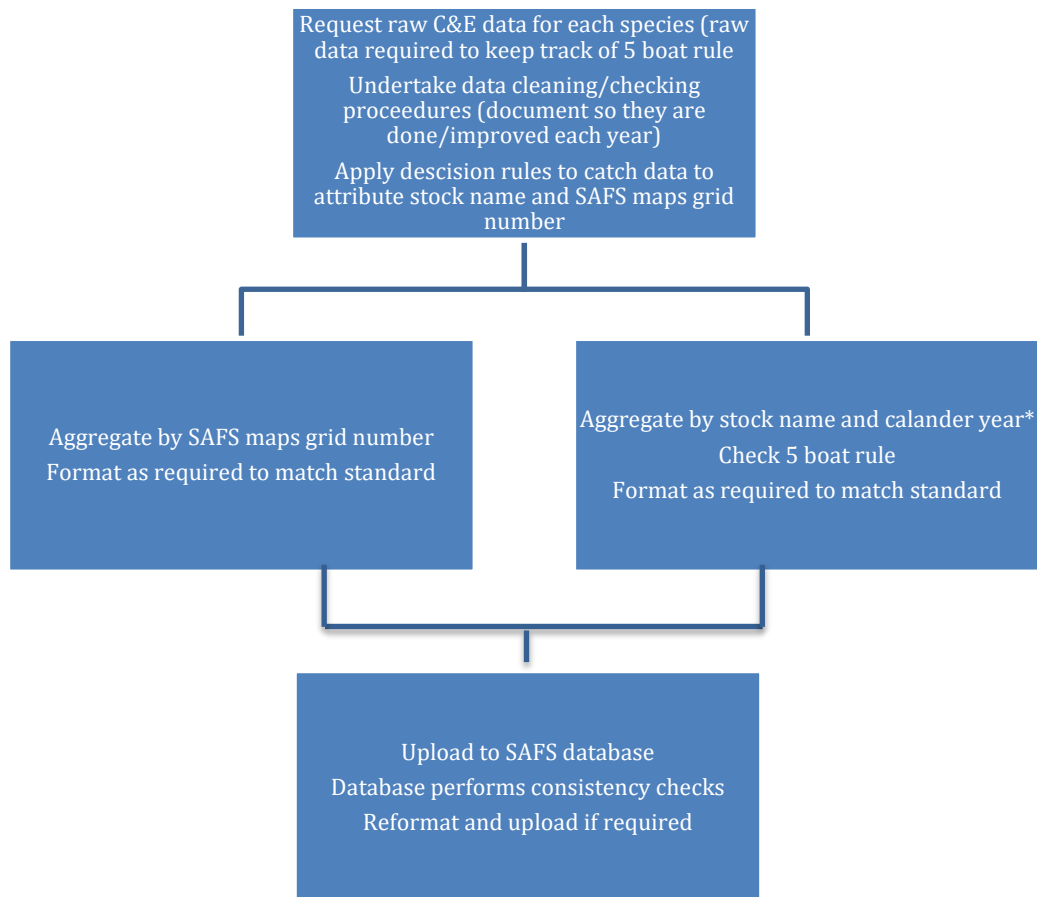 Request raw C&E data for each species (raw
data required to keep track of 5 boat rule
Undertake data cleaning/checking
proceedures (document so they are
done/improved each year)
Apply descision rules to catch data to
attribute stock name and SAFS maps grid
number
Aggregate by SAFS maps grid number
Format as required to match standard
Aggregate by stock name and calander year*
Check 5 boat rule
Format as required to match standard
Upload to SAFS database
Database performs consistency checks
Reformat and upload if required